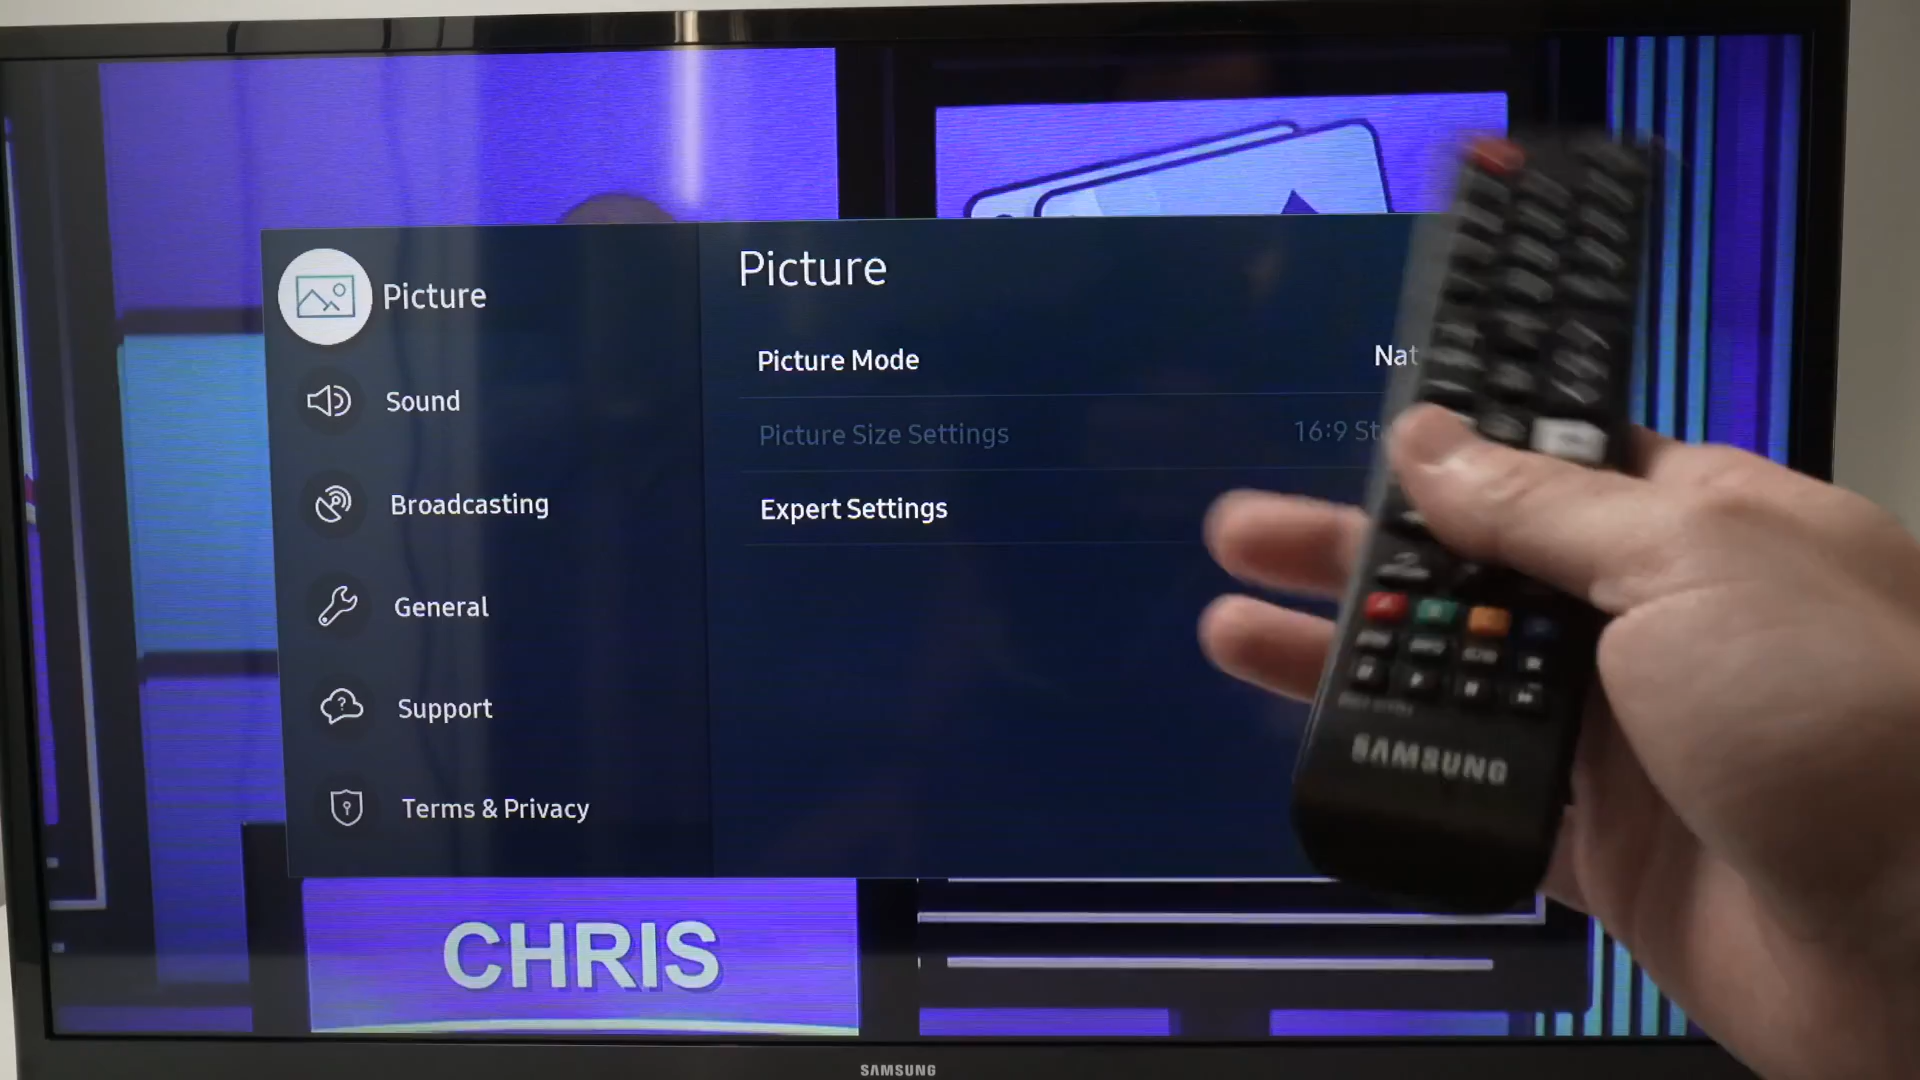 Picture
Sound
Broadcasting
General
Support
Terms & Privacy
Picture
Picture Mode Nat
Picture Size Settings 16:9 St
Expert Settings
SAMSUNG
CHRIS
SAMSUNG